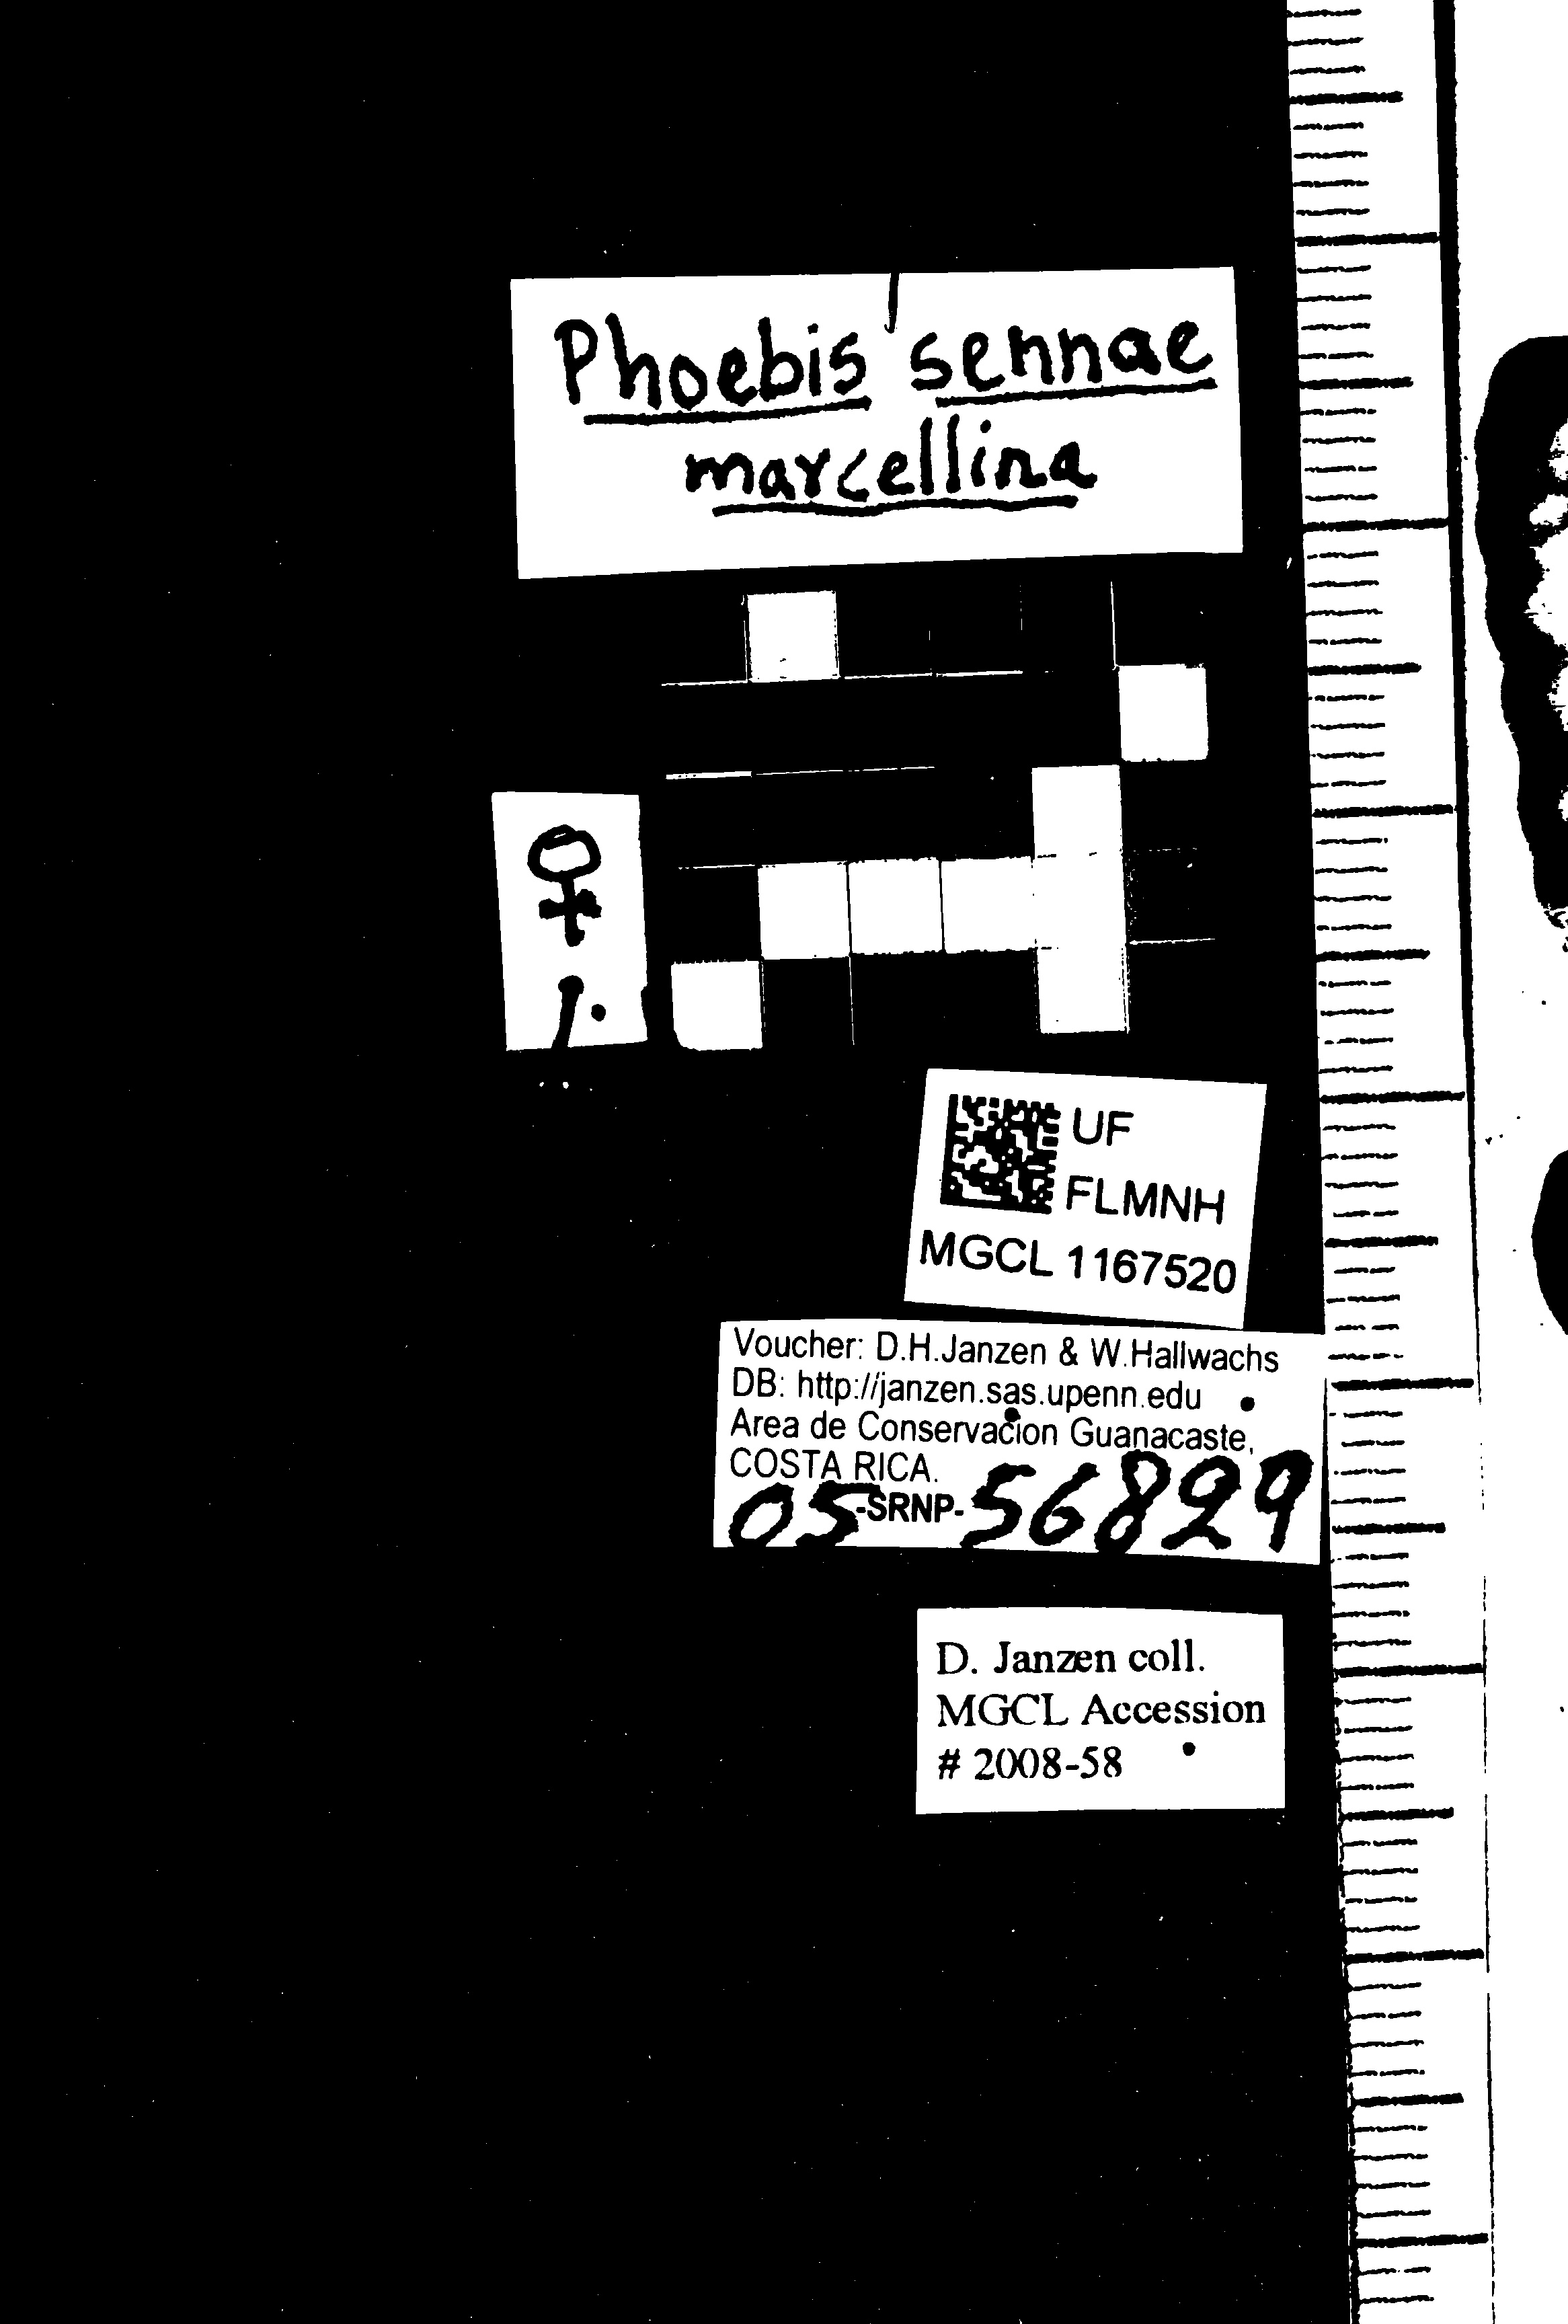 Phoebis sennae
marcellina
♀
UF
FLMNH
MGCL 1167520
Voucher: D.H.Janzen & W.Hallwachs
DB: http://janzen.sas.upenn.edu
Area de Conservacion Guanacaste,
COSTA RICA.
05-SRNP-56829
D. Janzen coll.
MGCL Accession
# 2008-58